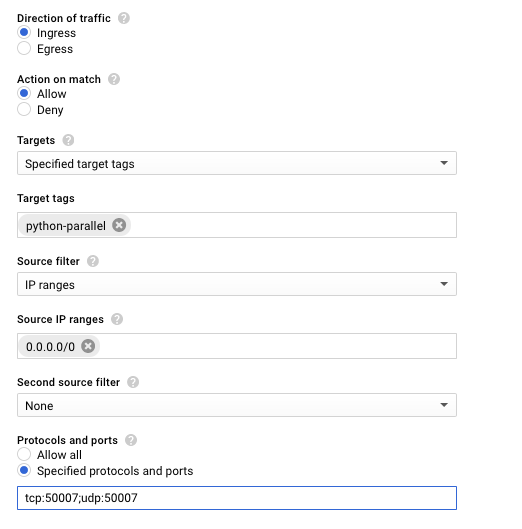 Direction of traffic ?
Ingress
Egress
Action on match ?
Allow
Deny
Targets ?
Specified target tags
Target tags
python-parallel
Source filter ?
IP ranges
Source IP ranges ?
0.0.0.0/0
Second source filter ?
None
Protocols and ports ?
Allow all
Specified protocols and ports
tcp:50007;udp:50007